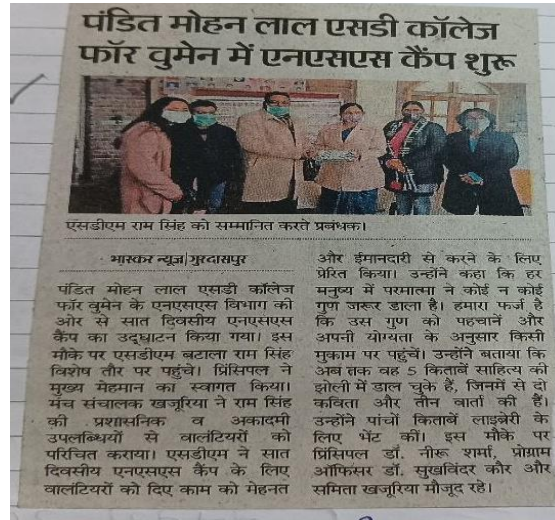 पंडित मोहन लाल एसडी कॉलेज
फॉर वुमेन में एनएसएस कैंप शुरू
एसडीएम राम सिंह को सम्मानित करते प्रबंधक।
भास्कर न्यूज|गुरदासपुर
पंडित मोहन लाल एसडी कॉलेज
फॉर वुमेन के एनएसएस विभाग की
ओर से सात दिवसीय एनएसएस
कैंप का उद्घाटन किया गया। इस
मौके पर एसडीएम बटाला राम सिंह
विशेष तौर पर पहुंचे। प्रिंसिपल ने
मुख्य मेहमान का स्वागत किया।
मंच संचालक खजूरिया ने राम सिंह
की प्रशासनिक व अकादमी
उपलब्धियों से वालंटियरों को
परिचित कराया। एसडीएम ने सात
दिवसीय एनएसएस कैंप के लिए
वालंटियरों को दिए काम को मेहनत
और ईमानदारी से करने के लिए
प्रेरित किया। उन्होंने कहा कि हर
मनुष्य में परमात्मा ने कोई न कोई
गुण जरूर डाला है। हमारा फर्ज है
कि उस गुण को पहचानें और
अपनी योग्यता के अनुसार किसी
मुकाम पर पहुंचें। उन्होंने बताया कि
अब तक वह 5 किताबें साहित्य की
झोली में डाल चुके हैं, जिनमें से दो
कविता और तीन वार्ता की हैं।
उन्होंने पांचों किताबें लाइब्रेरी के
लिए भेंट कीं। इस मौके पर
प्रिंसिपल डॉ. नीरू शर्मा, प्रोग्राम
ऑफिसर डॉ. सुखविंदर कौर और
समिता खजूरिया मौजूद रहे।